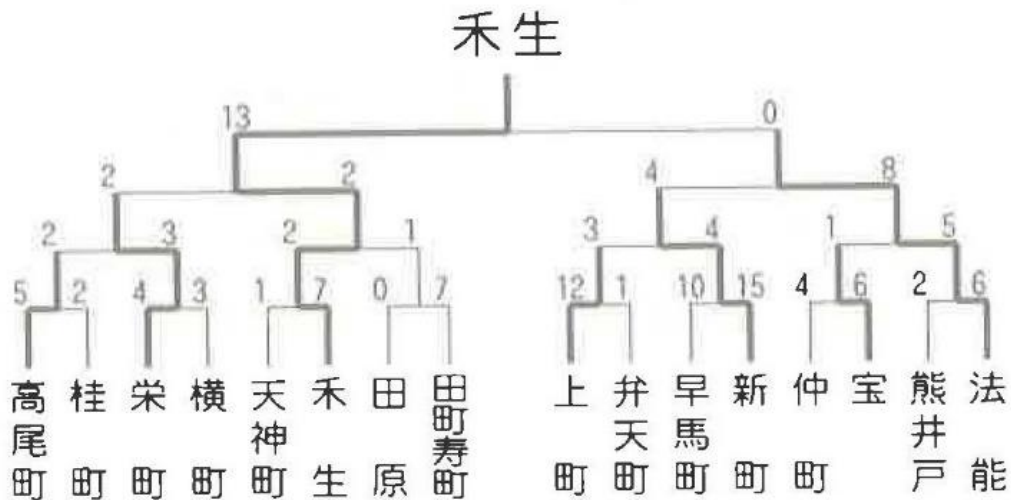 禾生
13 0
2 2 4 8
2 3 2 1 3 4 1 5
5 2 4 3 1 7 0 7 12 1 10 15 4 6 2 6
高尾町 桂町 栄町 横町 天神町 禾生 田原 田町寿町 上町 弁天町 早馬町 新町 仲町 宝 熊井戸 法能